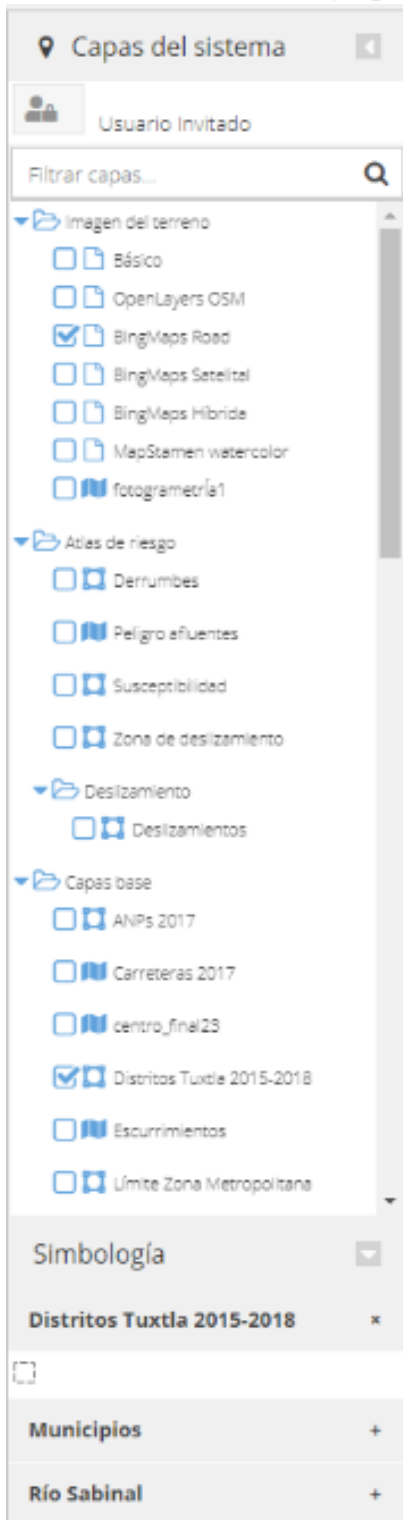 Capas del sistema
Usuario Invitado
Filtrar capas...
Imagen del terreno
Básico
OpenLayers OSM
BingMaps Road
BingMaps Satelital
BingMaps Híbrida
MapStamen watercolor
fotogrametría1
Atlas de riesgo
Derrumbes
Peligro afluentes
Susceptibilidad
Zona de deslizamiento
Deslizamiento
Deslizamientos
Capas base
ANPs 2017
Carreteras 2017
centro_final23
Distritos Tuxtla 2015-2018
Escurrimientos
Límite Zona Metropolitana
Simbología
Distritos Tuxtla 2015-2018 ×
Municipios +
Río Sabinal +